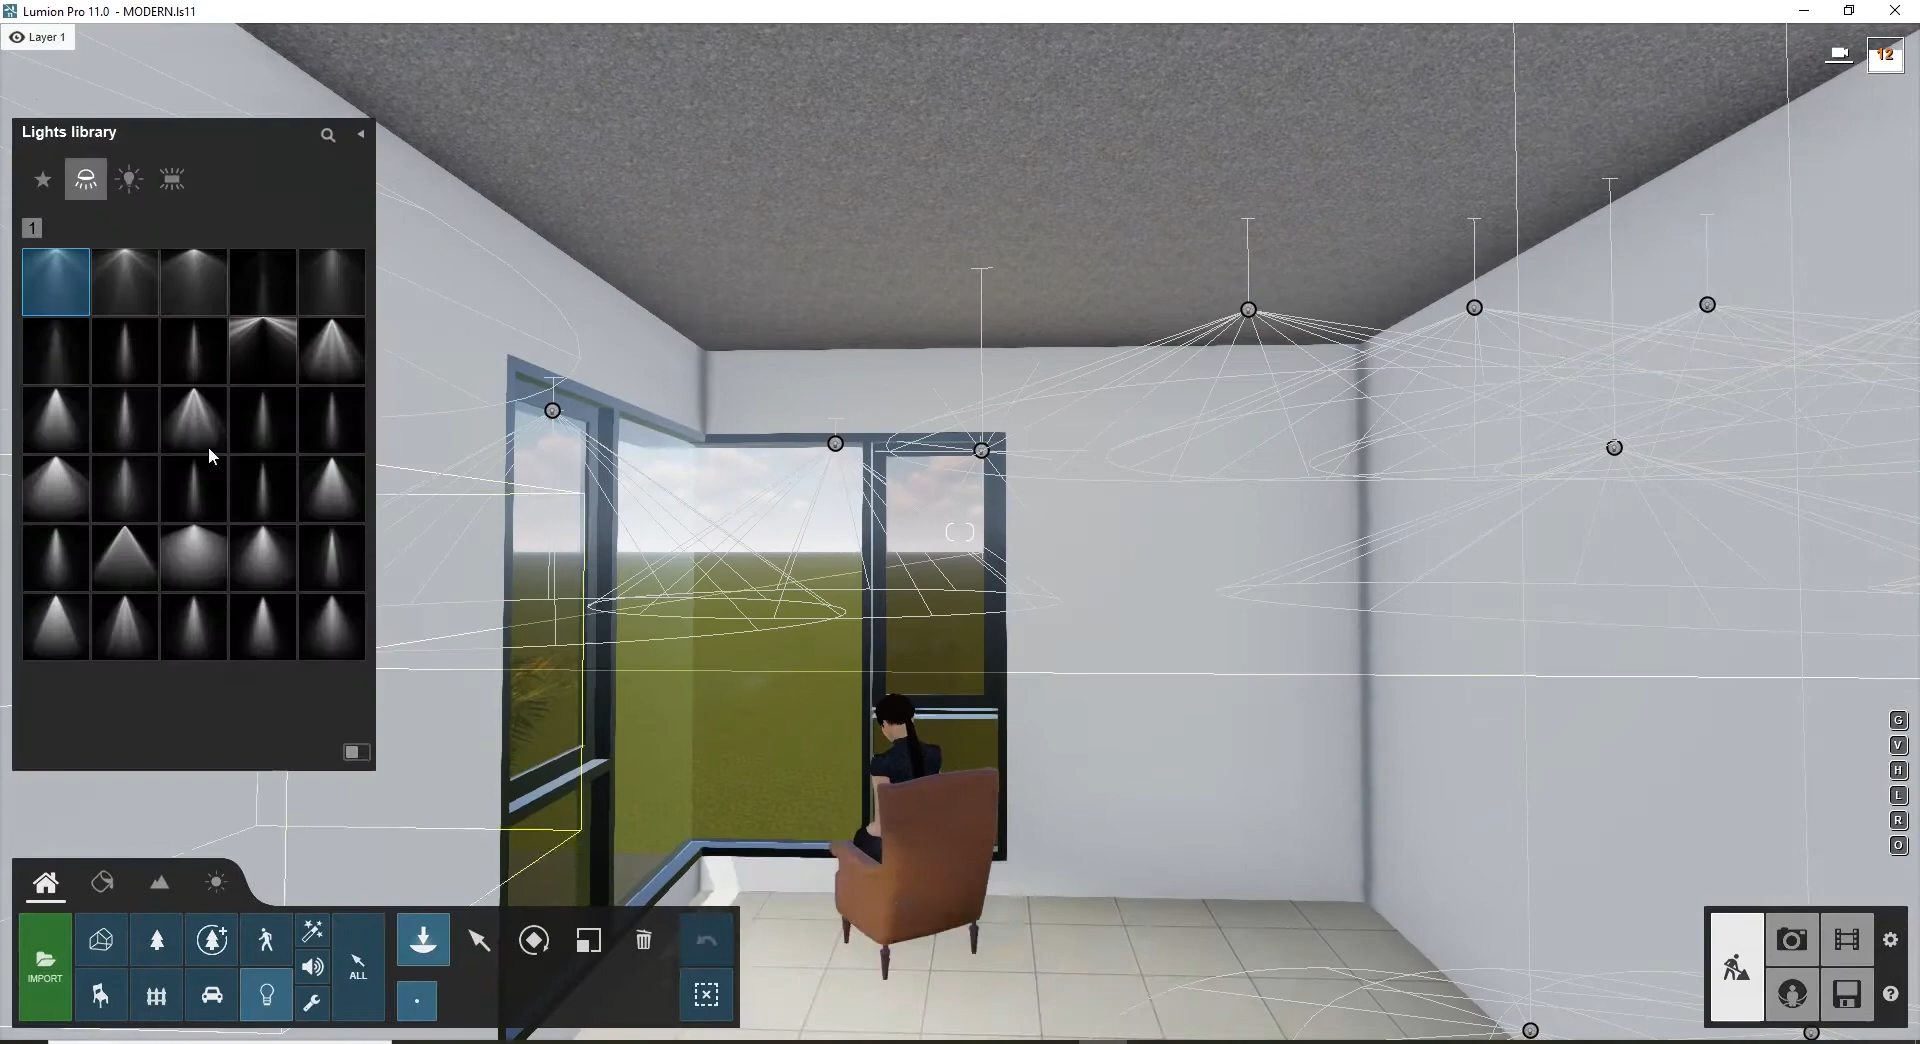 Lumion Pro 11.0 - MODERN.ls11
Layer 1
12
Lights library
1
G
V
H
L
R
O
IMPORT
ALL